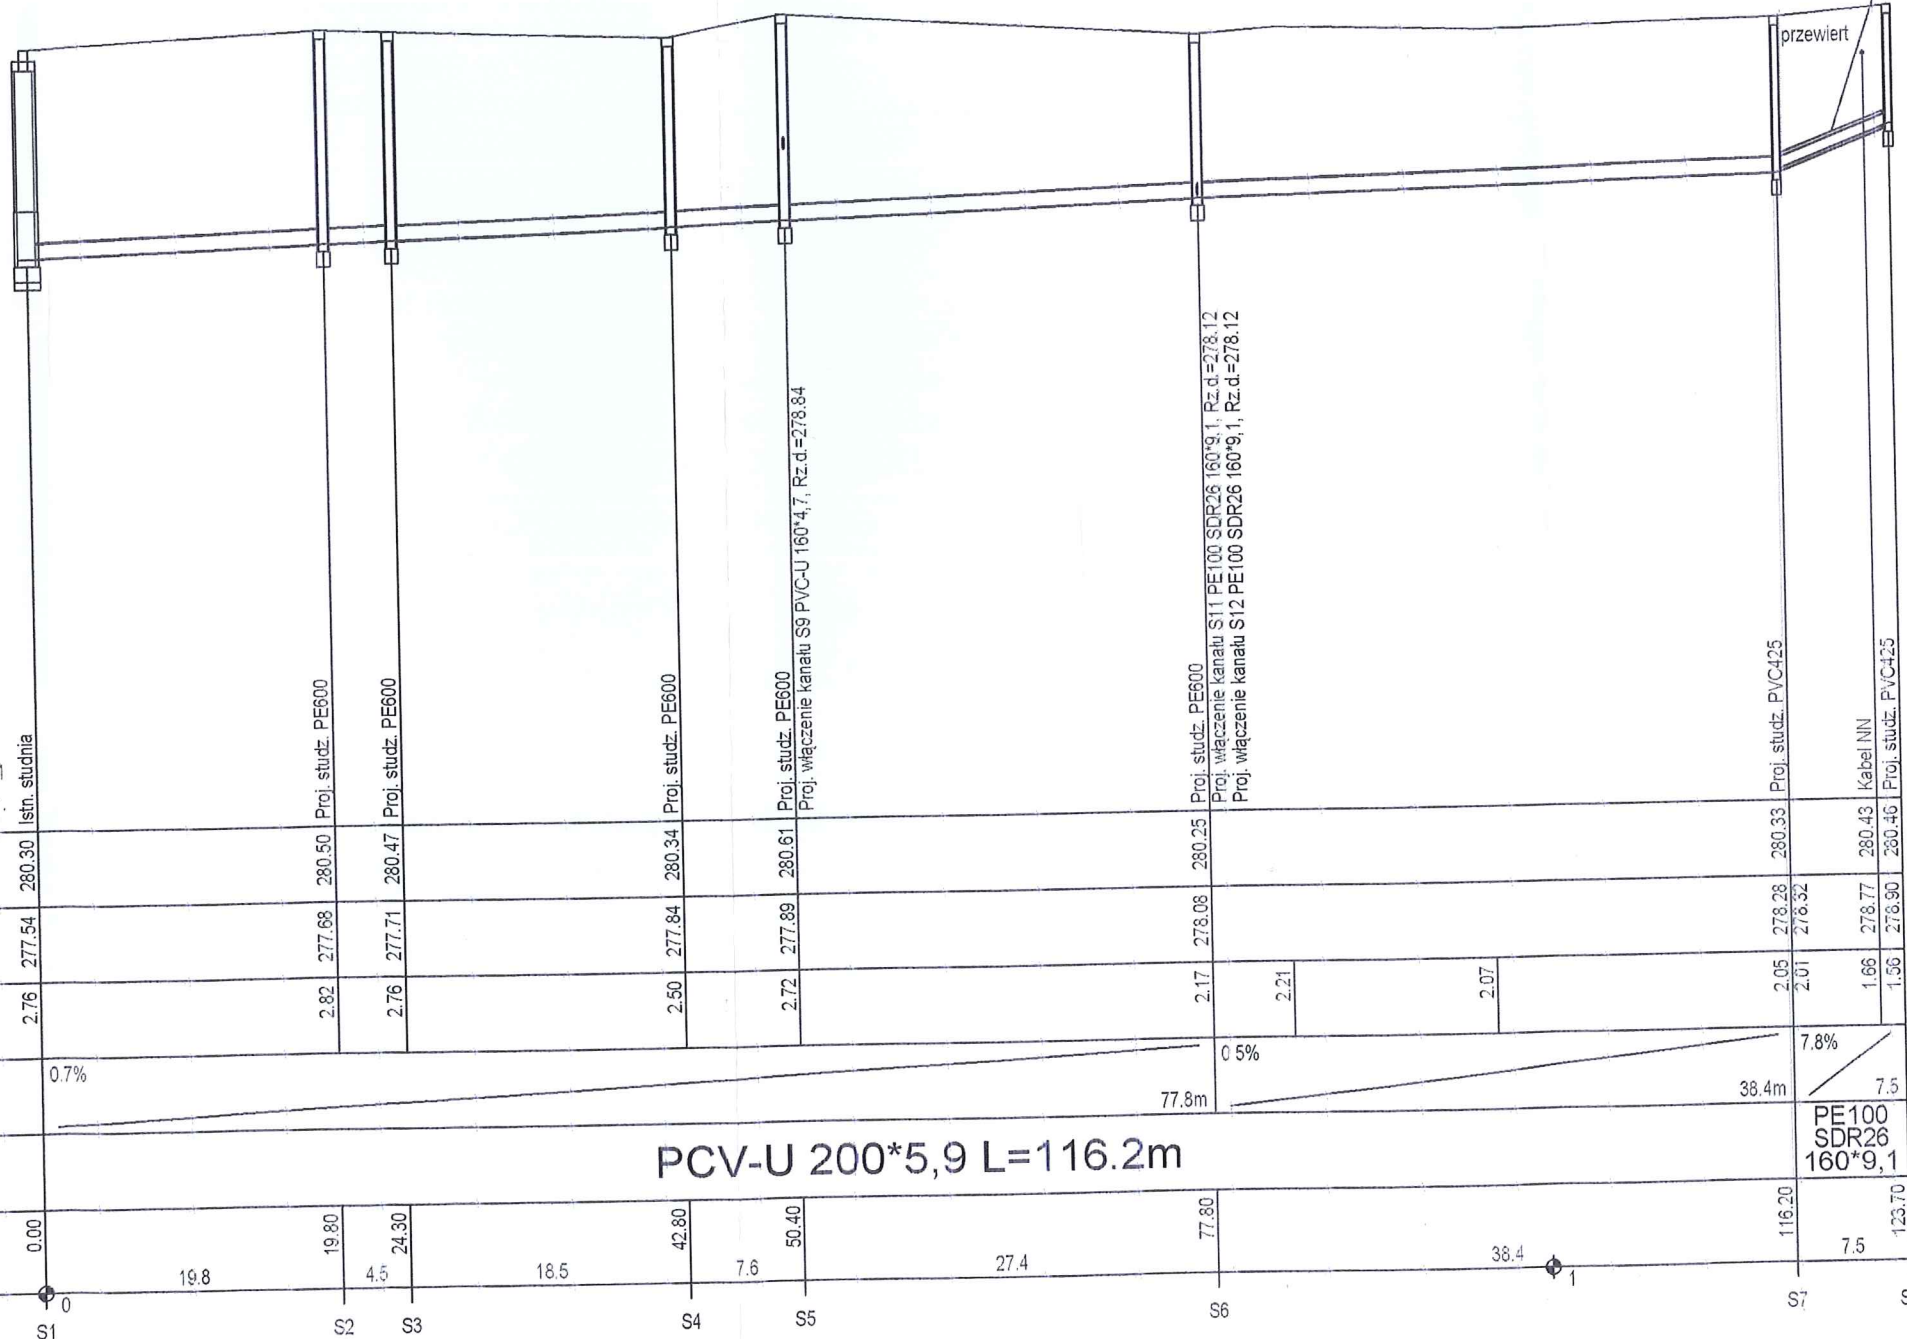 przewiert
Istn. studnia
Proj. studz. PE600
Proj. studz. PE600
Proj. studz. PE600
Proj. studz. PE600
Proj. włączenie kanału S9 PVC-U 160*4,7, Rz.d.=278.84
Proj. studz. PE600
Proj. włączenie kanału S11 PE100 SDR26 160*9,1, Rz.d.=278.12
Proj. włączenie kanału S12 PE100 SDR26 160*9,1, Rz.d.=278.12
Proj. studz. PVC425
Kabel NN
Proj. studz. PVC425
280.30
280.50
280.47
280.34
280.61
280.25
280.33
280.43
280.46
277.54
277.68
277.71
277.84
277.89
278.08
278.28
278.32
278.77
278.90
2.76
2.82
2.76
2.50
2.72
2.17
2.21
2.07
2.05
2.01
1.66
1.56
0.7%
77.8m
0 5%
38.4m
7.8%
7.5
PCV-U 200*5,9 L=116.2m
PE100
SDR26
160*9,1
0.00
19.80
24.30
42.80
50.40
77.80
116.20
123.70
19.8
4.5
18.5
7.6
27.4
38.4
7.5
0
1
S1
S2
S3
S4
S5
S6
S7